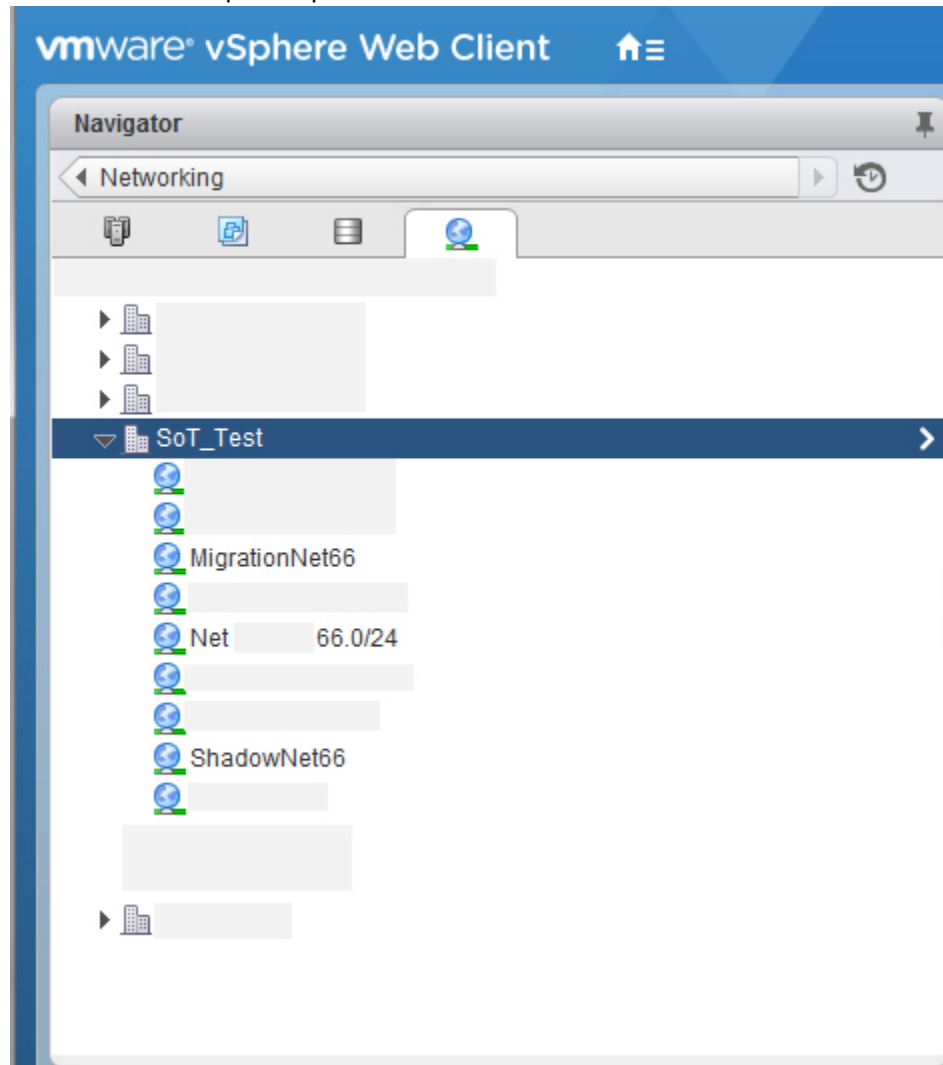 vmware® vSphere Web Client
Navigator
Networking
SoT_Test
MigrationNet66
Net 66.0/24
ShadowNet66